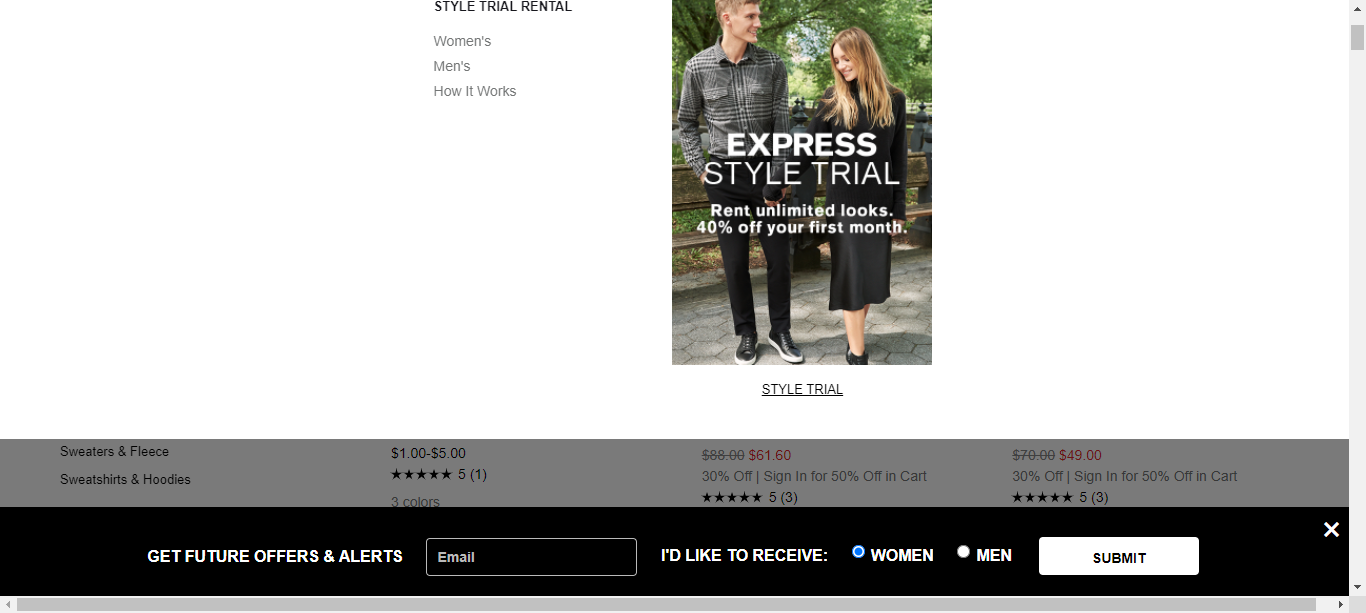 STYLE TRIAL RENTAL
Women's
Men's
How It Works
EXPRESS
STYLE TRIAL
Rent unlimited looks.
40% off your first month.
STYLE TRIAL
Sweaters & Fleece
Sweatshirts & Hoodies
$1.00-$5.00
★★★★★ 5 (1)
3 colors
$88.00 $61.60
30% Off | Sign In for 50% Off in Cart
★★★★★ 5 (3)
$70.00 $49.00
30% Off | Sign In for 50% Off in Cart
★★★★★ 5 (3)
GET FUTURE OFFERS & ALERTS
Email
I'D LIKE TO RECEIVE:
WOMEN
MEN
SUBMIT